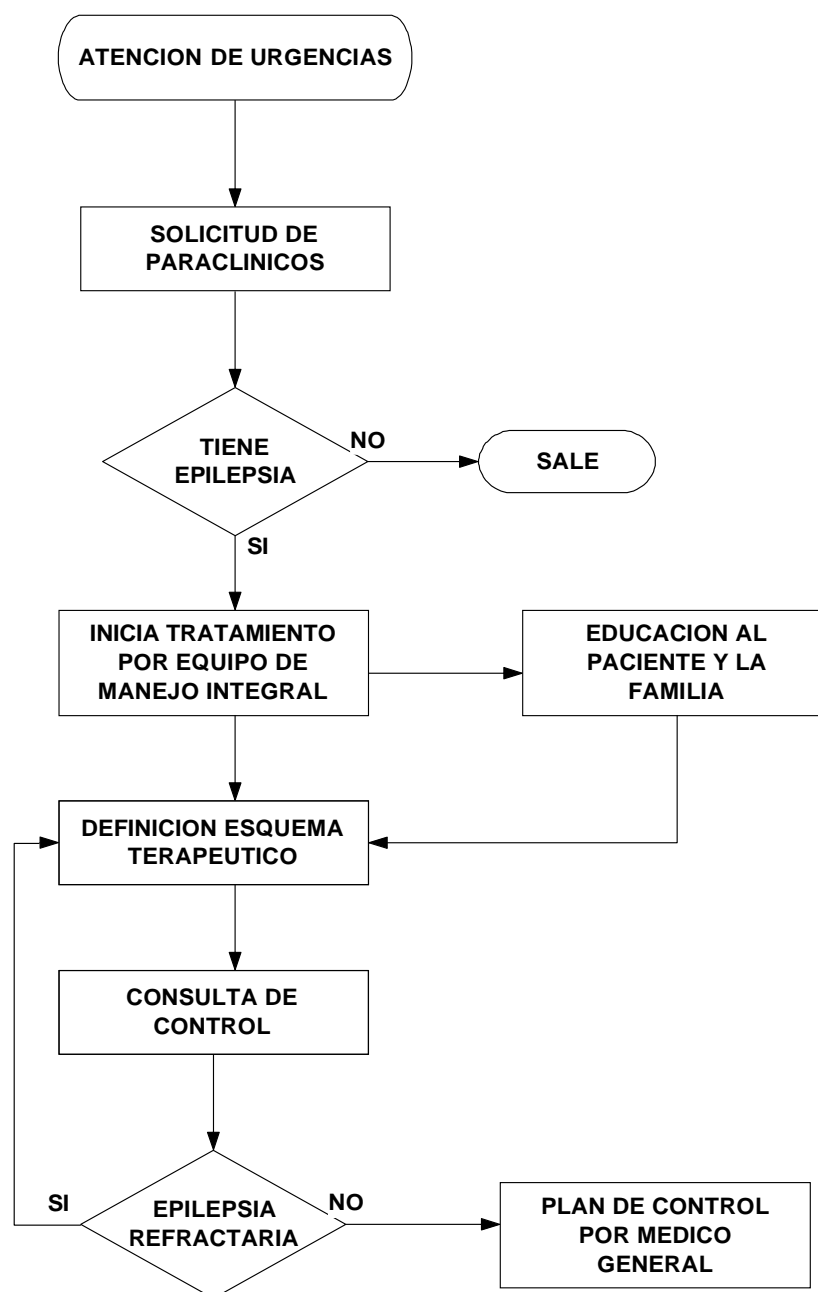 ATENCION DE URGENCIAS
SOLICITUD DE
PARACLINICOS
TIENE
EPILEPSIA
NO
SALE
SI
INICIA TRATAMIENTO
POR EQUIPO DE
MANEJO INTEGRAL
EDUCACION AL
PACIENTE Y LA
FAMILIA
DEFINICION ESQUEMA
TERAPEUTICO
CONSULTA DE
CONTROL
SI
EPILEPSIA
REFRACTARIA
NO
PLAN DE CONTROL
POR MEDICO
GENERAL